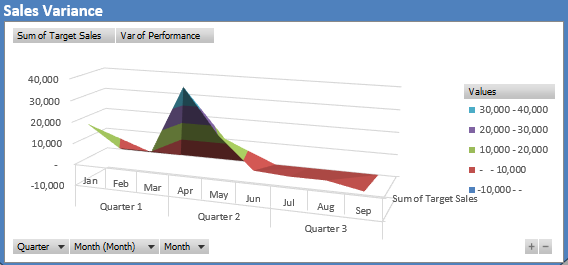 Sales Variance
Sum of Target Sales
Var of Performance
40,000
30,000
20,000
10,000
-
-10,000
Jan
Feb
Mar
Apr
May
Jun
Jul
Aug
Sep
Sum of Target Sales
Quarter 1
Quarter 2
Quarter 3
Values
30,000 - 40,000
20,000 - 30,000
10,000 - 20,000
- - 10,000
-10,000 - -
Quarter
Month (Month)
Month
+ -